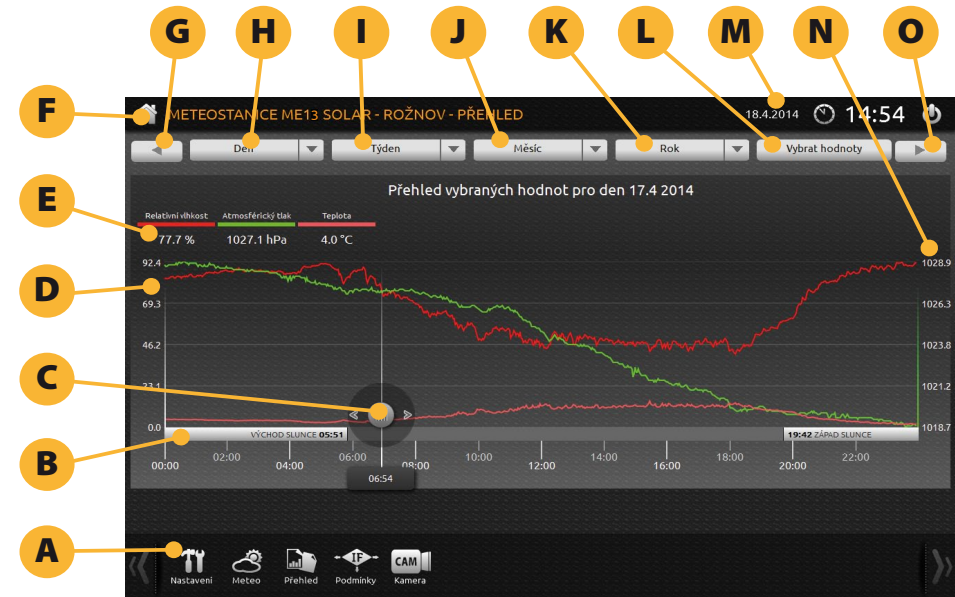 G H I J K L M N O
F METEOSTANICE ME13 SOLAR - ROŽNOV - PŘEHLED 18.4.2014 14:54
Den Týden Měsíc Rok Vybrat hodnoty
Přehled vybraných hodnot pro den 17.4 2014
E Relativní vlhkost Atmosférický tlak Teplota
77.7 % 1027.1 hPa 4.0 °C
92.4 1028.9
D
69.3 1026.3
46.2 1023.8
C 23.1 1021.2
0.0 1018.7
B VÝCHOD SLUNCE 05:51 19:42 ZÁPAD SLUNCE
02:00 06:00 10:00 14:00 18:00 22:00
00:00 04:00 08:00 12:00 16:00 20:00
06:54
A IF CAM
Nastavení Meteo Přehled Podmínky Kamera